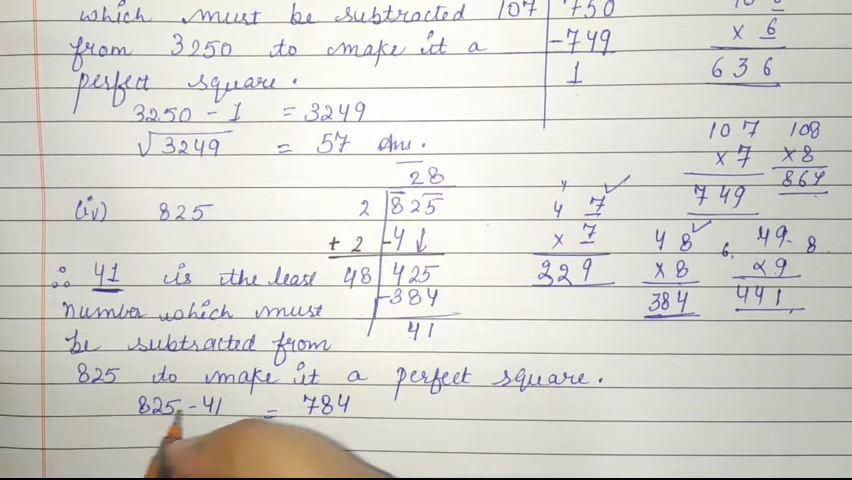 which must be subtracted 107 750
from 3250 to make it a -749
perfect square. 1
x 6
636
3250 - 1 = 3249
√3249 = 57 Ans.
107 108
x7 x8
749 864
28
(iv) 825 2 825
+ 2 -4 ↓
∴ 41 is the least 48 425
number which must -384
be subtracted from 41
47
x 7
229
48
x8
384
49
x9
441
825 to make it a perfect square.
825 - 41 = 784